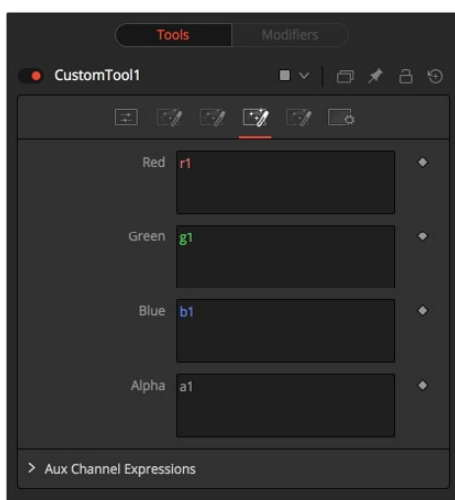 Tools Modifiers
CustomTool1
Red r1
Green g1
Blue b1
Alpha a1
Aux Channel Expressions